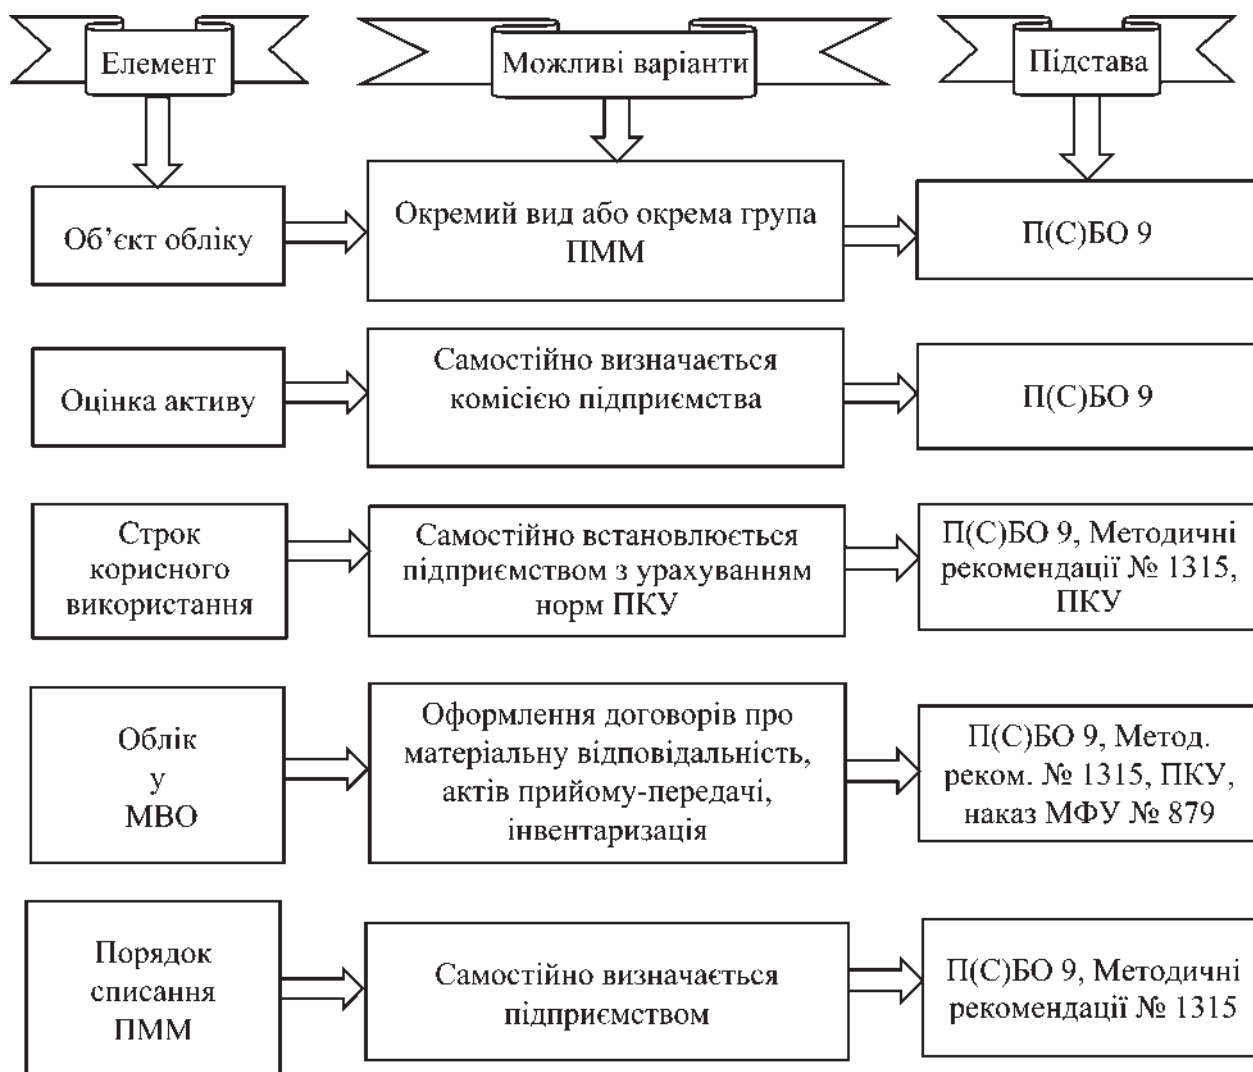 Елемент
Можливі варіанти
Підстава
Об’єкт обліку
Окремий вид або окрема група
ПММ
П(С)БО 9
Оцінка активу
Самостійно визначається
комісією підприємства
П(С)БО 9
Строк
корисного
використання
Самостійно встановлюється
підприємством з урахуванням
норм ПКУ
П(С)БО 9, Методичні
рекомендації № 1315,
ПКУ
Облік
у
МВО
Оформлення договорів про
матеріальну відповідальність,
актів прийому-передачі,
інвентаризація
П(С)БО 9, Метод.
реком. № 1315, ПКУ,
наказ МФУ № 879
Порядок
списання
ПММ
Самостійно визначається
підприємством
П(С)БО 9, Методичні
рекомендації № 1315